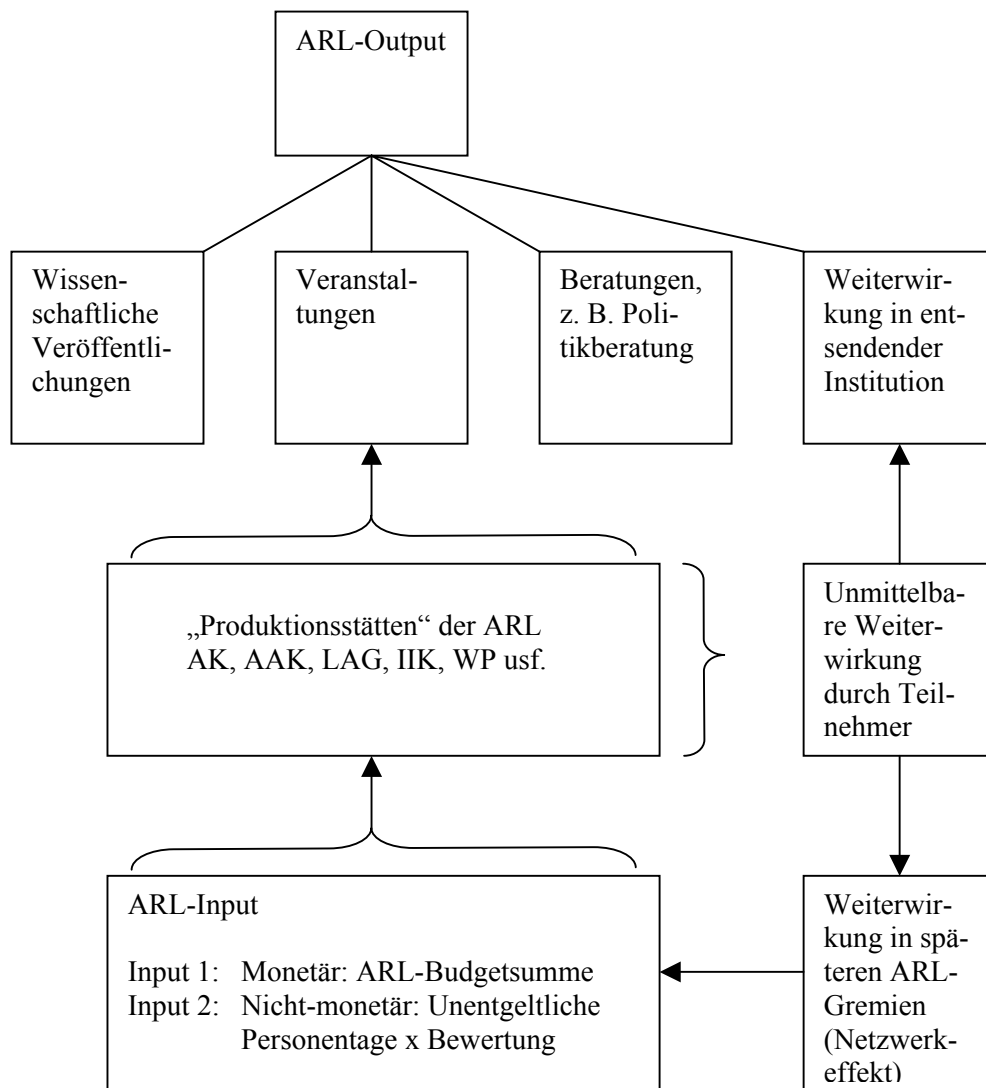 ARL-Output
Wissen-
schaftliche
Veröffentli-
chungen
Veranstal-
tungen
Beratungen,
z. B. Poli-
tikberatung
Weiterwir-
kung in ent-
sendender
Institution
„Produktionsstätten“ der ARL
AK, AAK, LAG, IIK, WP usf.
Unmittelba-
re Weiter-
wirkung
durch Teil-
nehmer
ARL-Input
Input 1: Monetär: ARL-Budgetsumme
Input 2: Nicht-monetär: Unentgeltliche
Personentage x Bewertung
Weiterwir-
kung in spä-
teren ARL-
Gremien
(Netzwerk-
effekt)